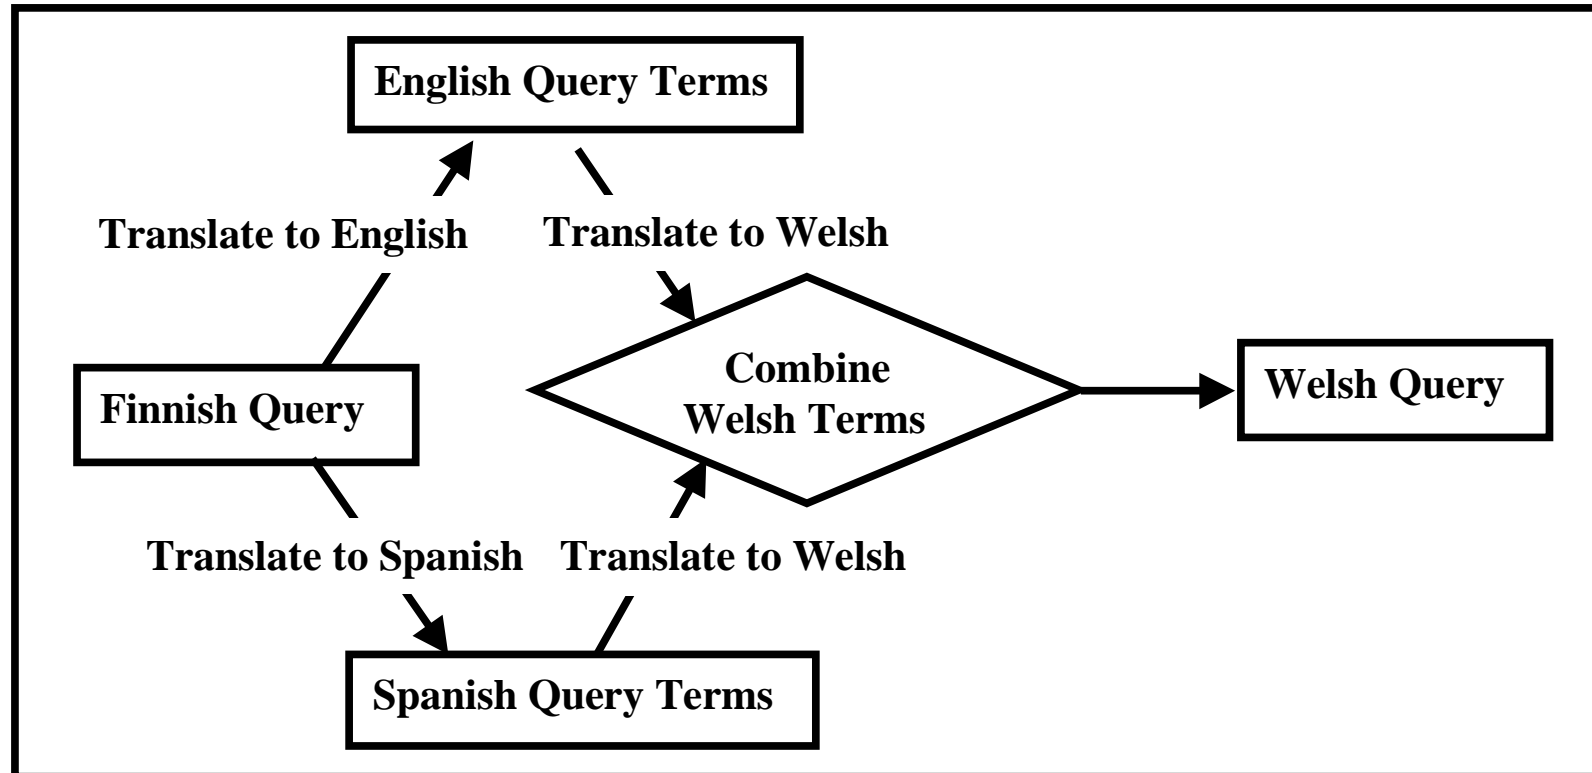 English Query Terms
Translate to English
Translate to Welsh
Combine
Welsh Terms
Finnish Query
Welsh Query
Translate to Spanish
Translate to Welsh
Spanish Query Terms